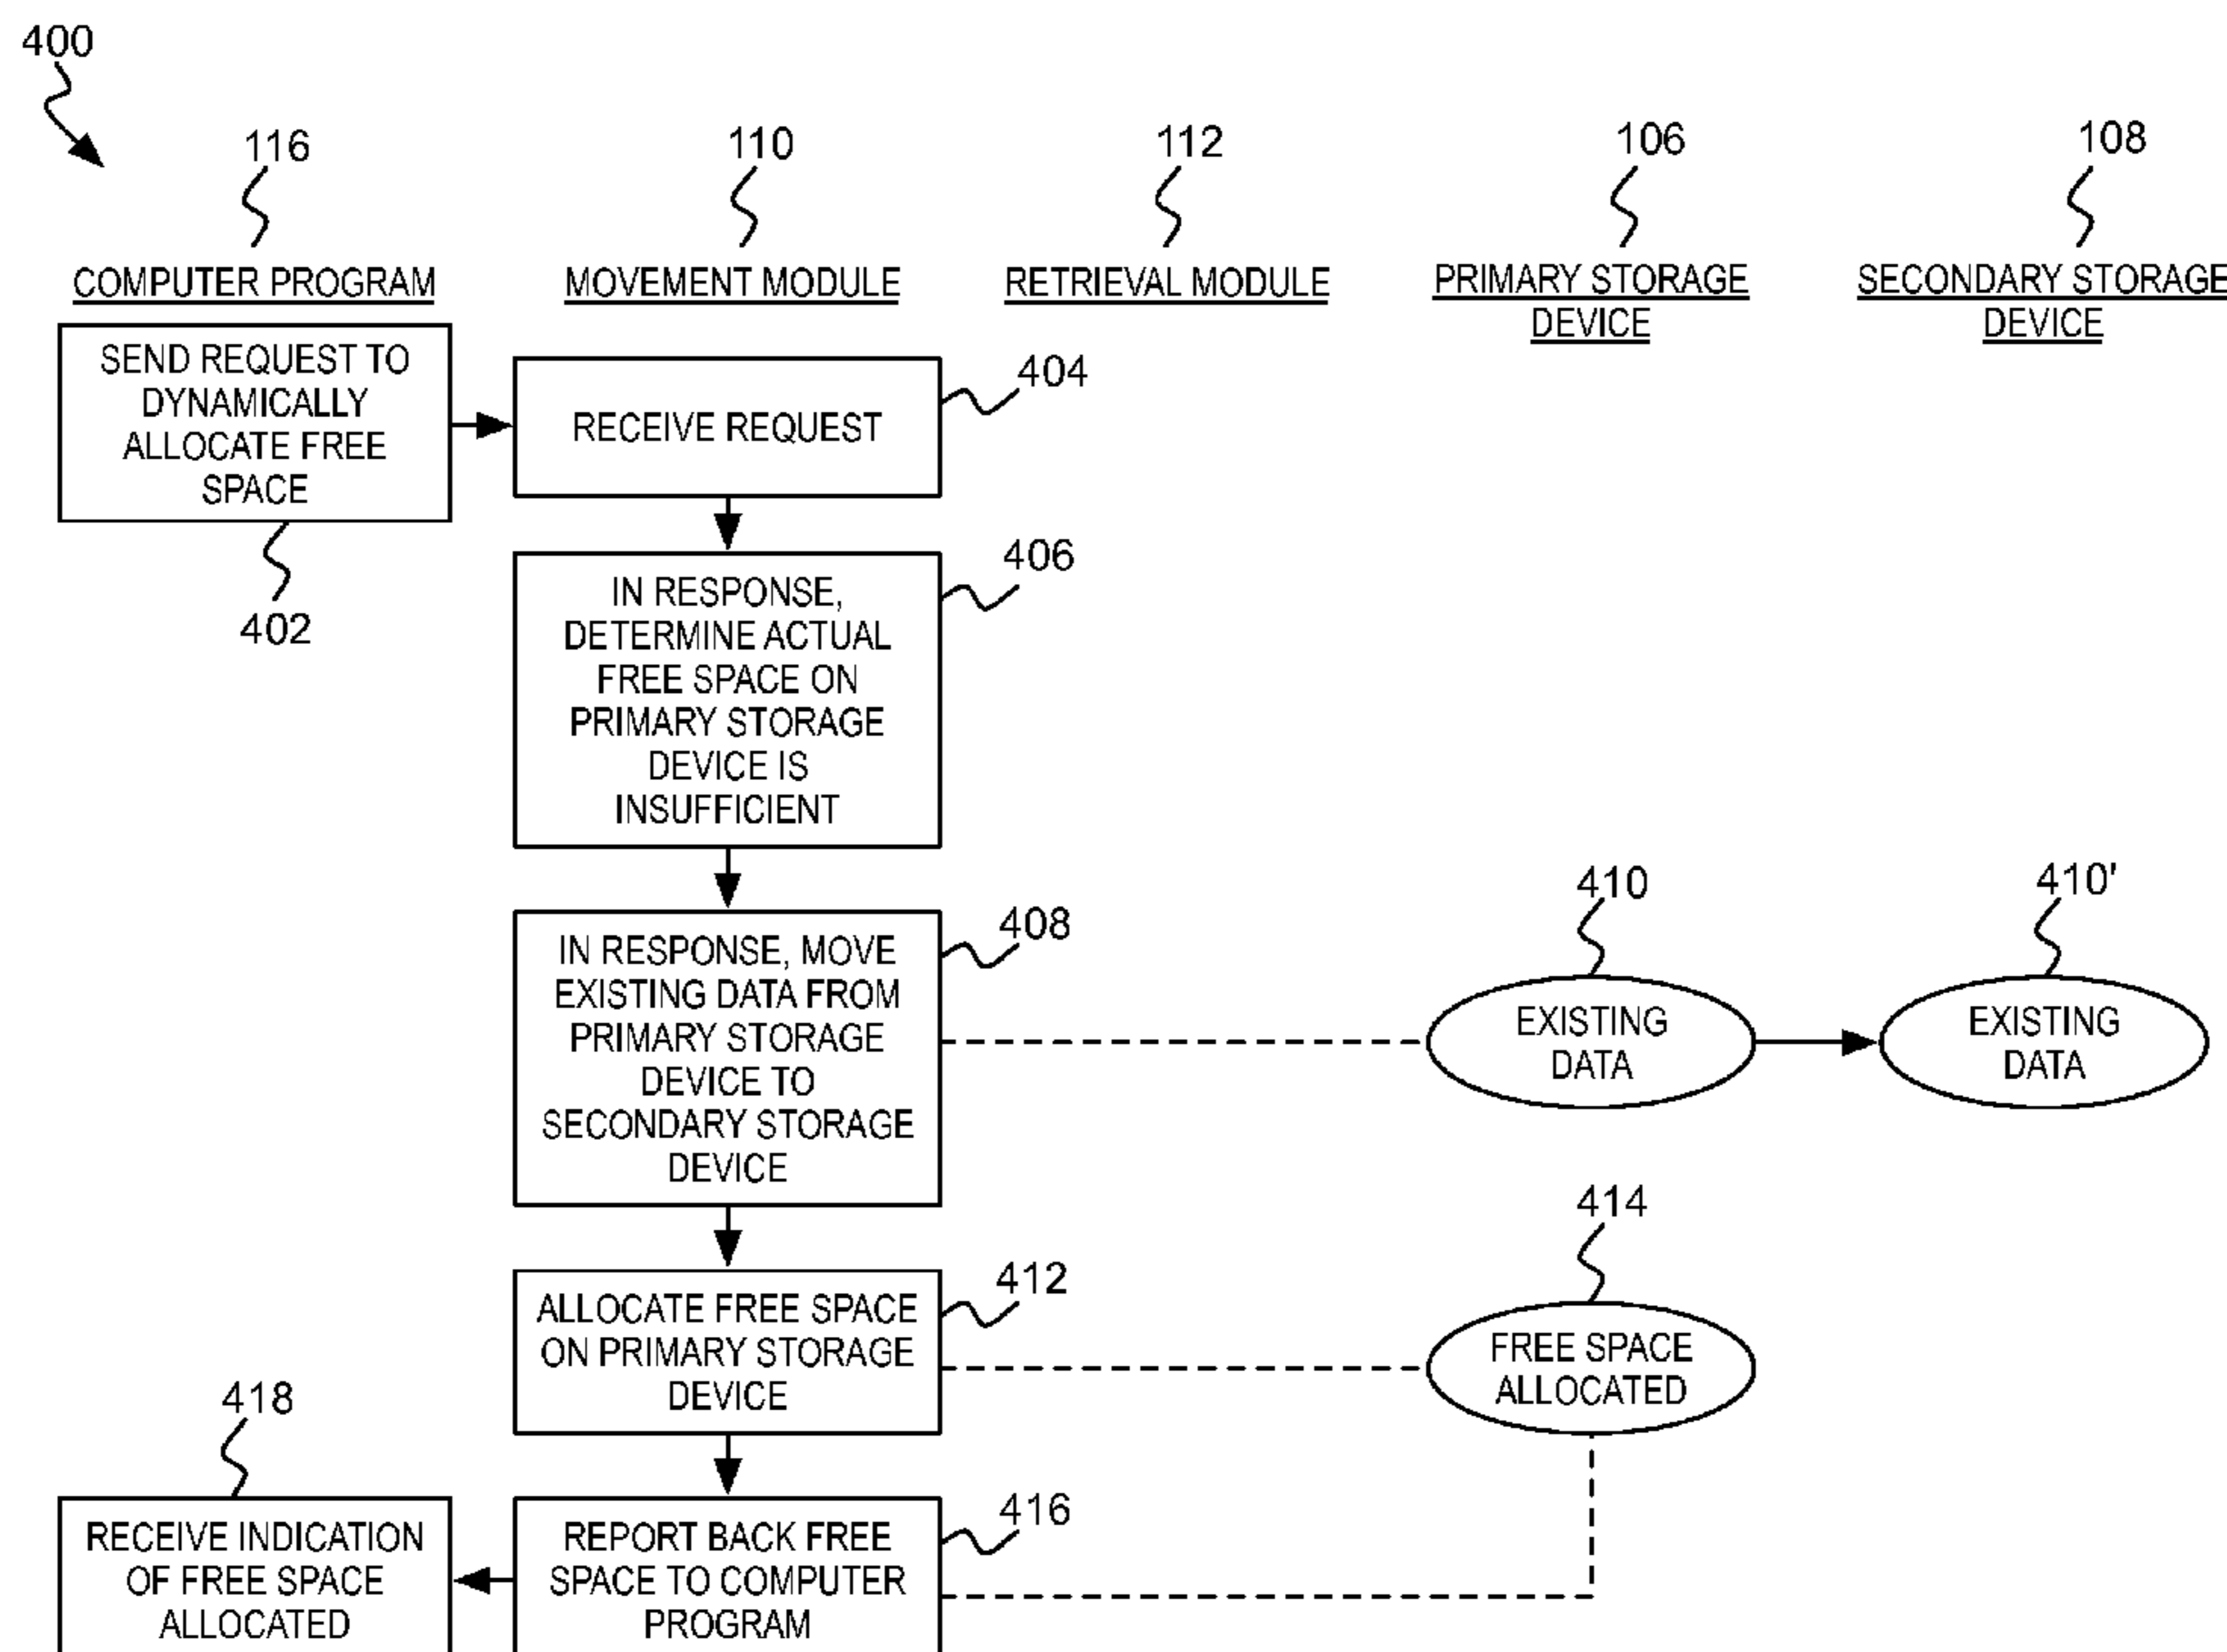 400
116
110
112
106
108
COMPUTER PROGRAM
MOVEMENT MODULE
RETRIEVAL MODULE
PRIMARY STORAGE
DEVICE
SECONDARY STORAGE
DEVICE
SEND REQUEST TO
DYNAMICALLY
ALLOCATE FREE
SPACE
402
RECEIVE REQUEST
404
IN RESPONSE,
DETERMINE ACTUAL
FREE SPACE ON
PRIMARY STORAGE
DEVICE IS
INSUFFICIENT
406
IN RESPONSE, MOVE
EXISTING DATA FROM
PRIMARY STORAGE
DEVICE TO
SECONDARY STORAGE
DEVICE
408
410
EXISTING
DATA
410'
EXISTING
DATA
ALLOCATE FREE SPACE
ON PRIMARY STORAGE
DEVICE
412
414
FREE SPACE
ALLOCATED
REPORT BACK FREE
SPACE TO COMPUTER
PROGRAM
416
418
RECEIVE INDICATION
OF FREE SPACE
ALLOCATED